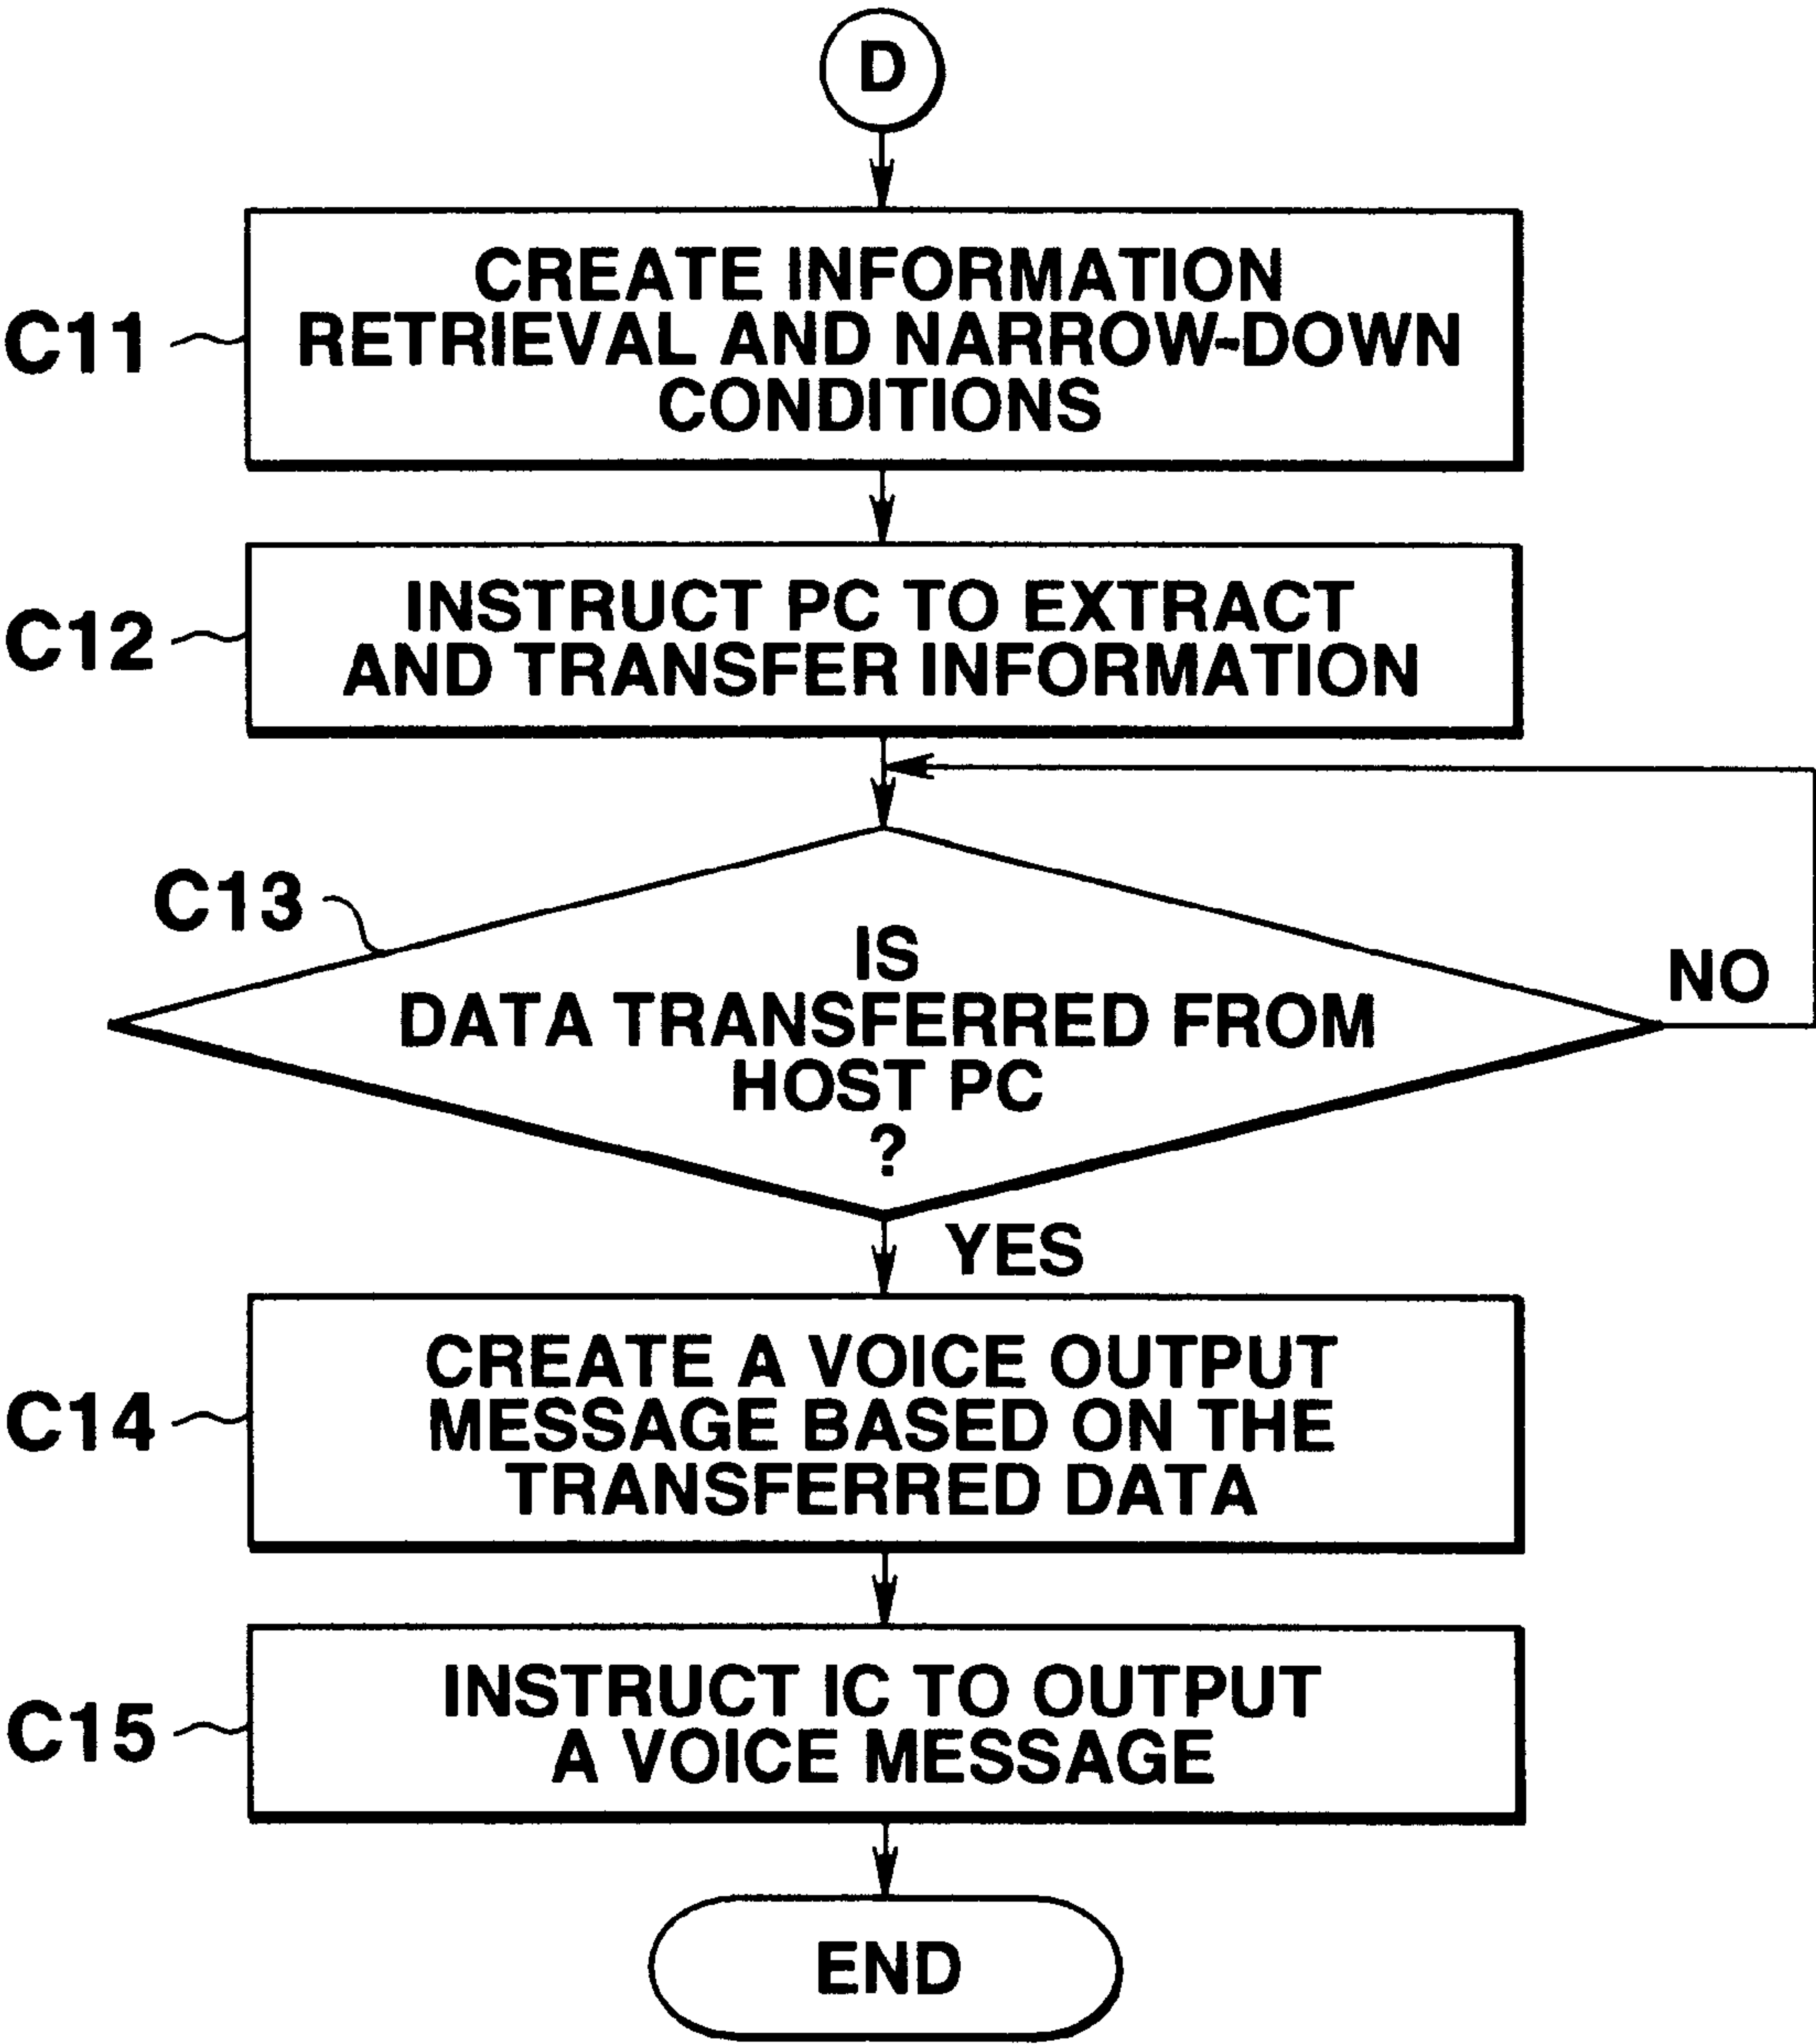 D
C11
CREATE INFORMATION
RETRIEVAL AND NARROW-DOWN
CONDITIONS
C12
INSTRUCT PC TO EXTRACT
AND TRANSFER INFORMATION
C13
IS
DATA TRANSFERRED FROM
HOST PC
?
NO
YES
C14
CREATE A VOICE OUTPUT
MESSAGE BASED ON THE
TRANSFERRED DATA
C15
INSTRUCT IC TO OUTPUT
A VOICE MESSAGE
END